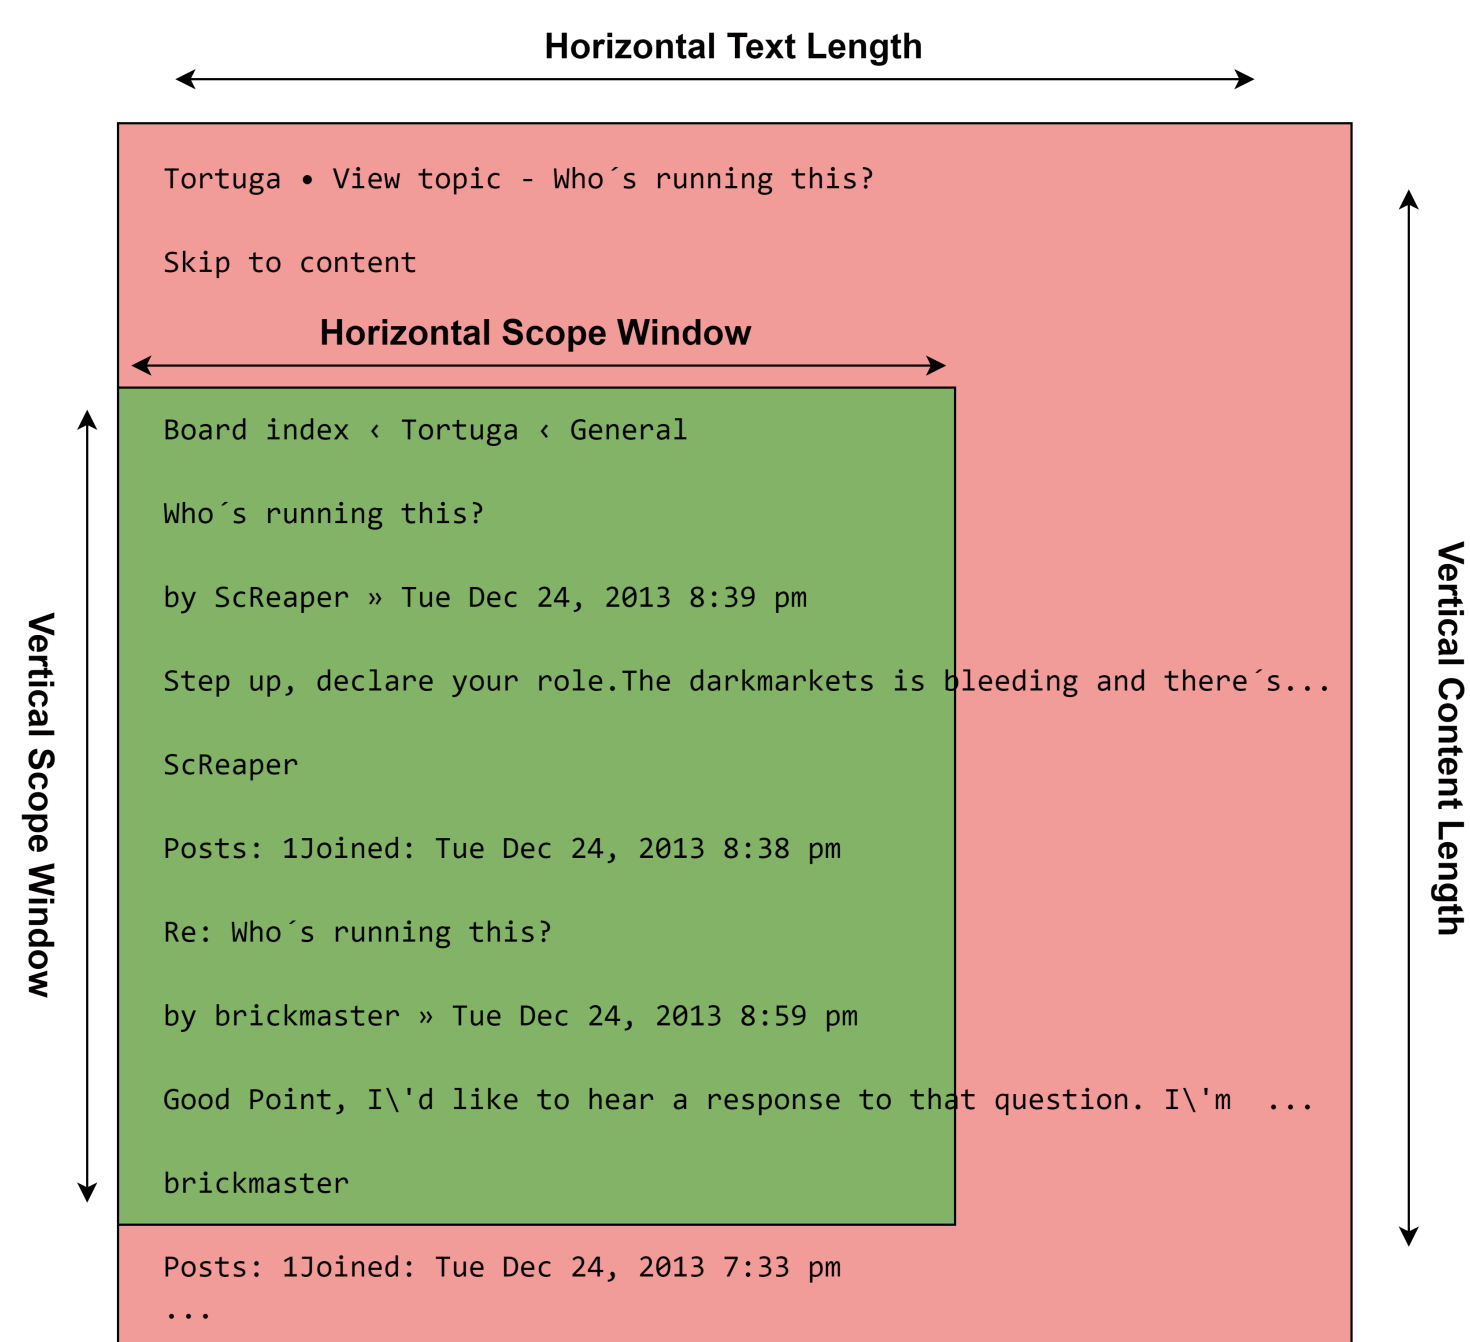 Horizontal Text Length
Tortuga • View topic - Who´s running this?
Skip to content
Horizontal Scope Window
Board index ‹ Tortuga ‹ General
Who´s running this?
by ScReaper » Tue Dec 24, 2013 8:39 pm
Step up, declare your role.The darkmarkets is bleeding and there´s...
ScReaper
Posts: 1Joined: Tue Dec 24, 2013 8:38 pm
Re: Who´s running this?
by brickmaster » Tue Dec 24, 2013 8:59 pm
Good Point, I\'d like to hear a response to that question. I\'m  ...
brickmaster
Posts: 1Joined: Tue Dec 24, 2013 7:33 pm
...
Vertical Scope Window
Vertical Content Length